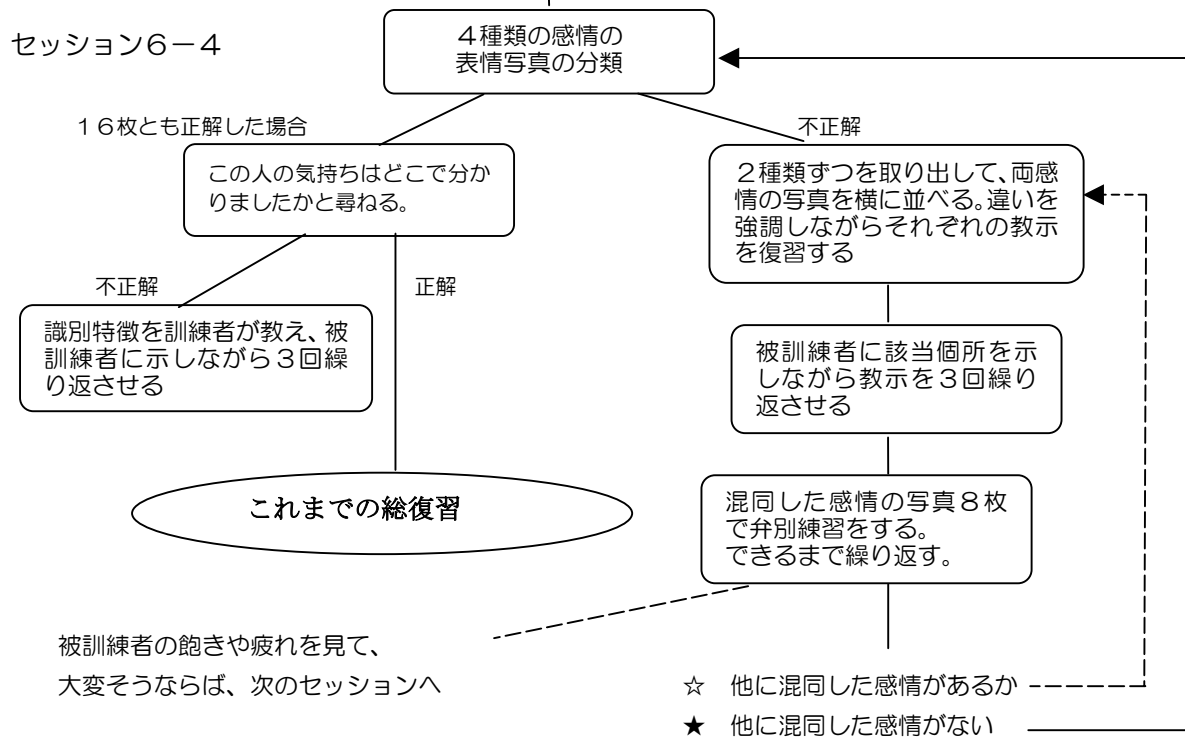 セッション6－4
4種類の感情の
表情写真の分類
16枚とも正解した場合
不正解
この人の気持ちはどこで分か
りましたかと尋ねる。
2種類ずつを取り出して、両感
情の写真を横に並べる。違いを
強調しながらそれぞれの教示
を復習する
不正解
正解
識別特徴を訓練者が教え、被
訓練者に示しながら3回繰
り返させる
被訓練者に該当個所を示
しながら教示を3回繰り
返させる
これまでの総復習
混同した感情の写真8枚
で弁別練習をする。
できるまで繰り返す。
被訓練者の飽きや疲れを見て、
大変そうならば、次のセッションへ
☆ 他に混同した感情があるか
★ 他に混同した感情がない